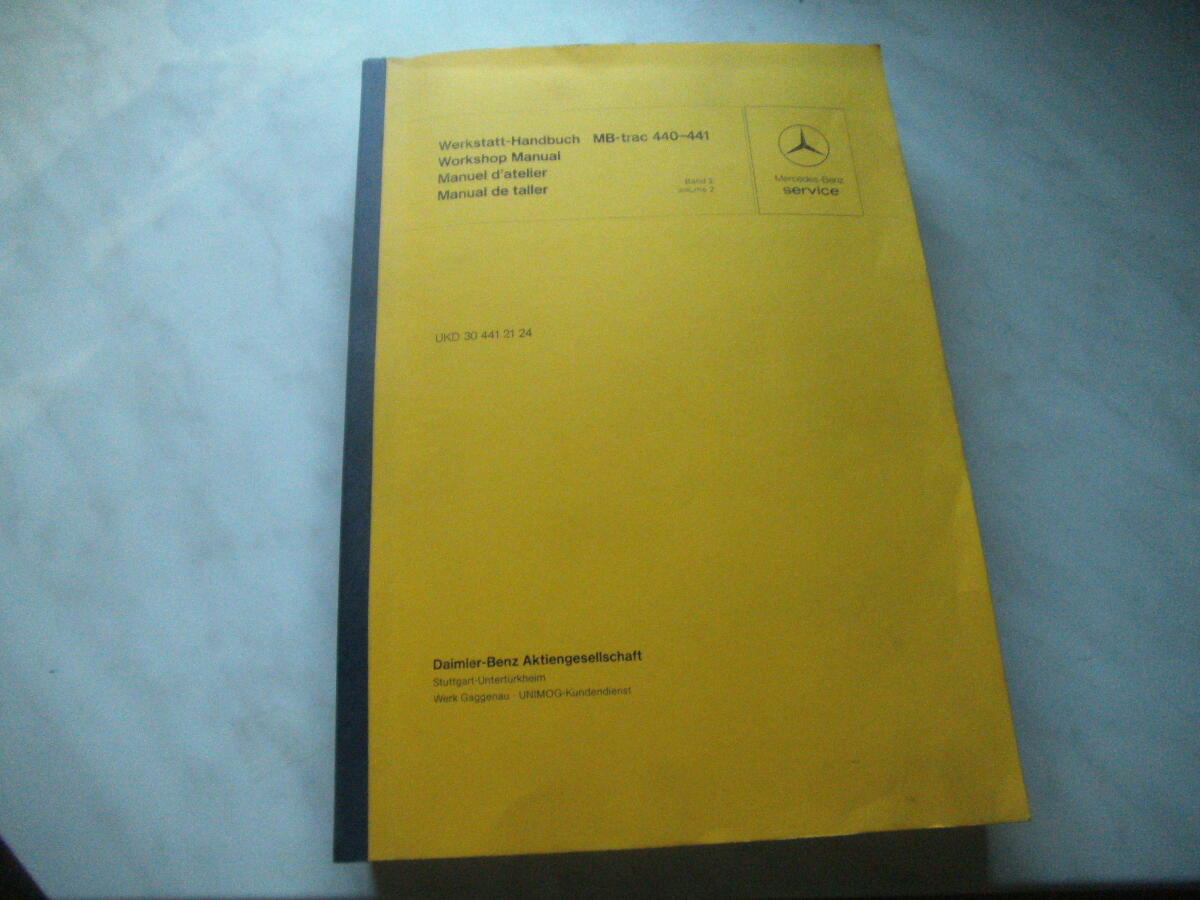 Werkstatt-Handbuch MB-trac 440-441
Workshop Manual
Manuel d'atelier
Manual de taller
Band 2
volume 2
Mercedes-Benz
service
UKD 30 441 21 24
Daimler-Benz Aktiengesellschaft
Stuttgart-Untertürkheim
Werk Gaggenau · UNIMOG-Kundendienst